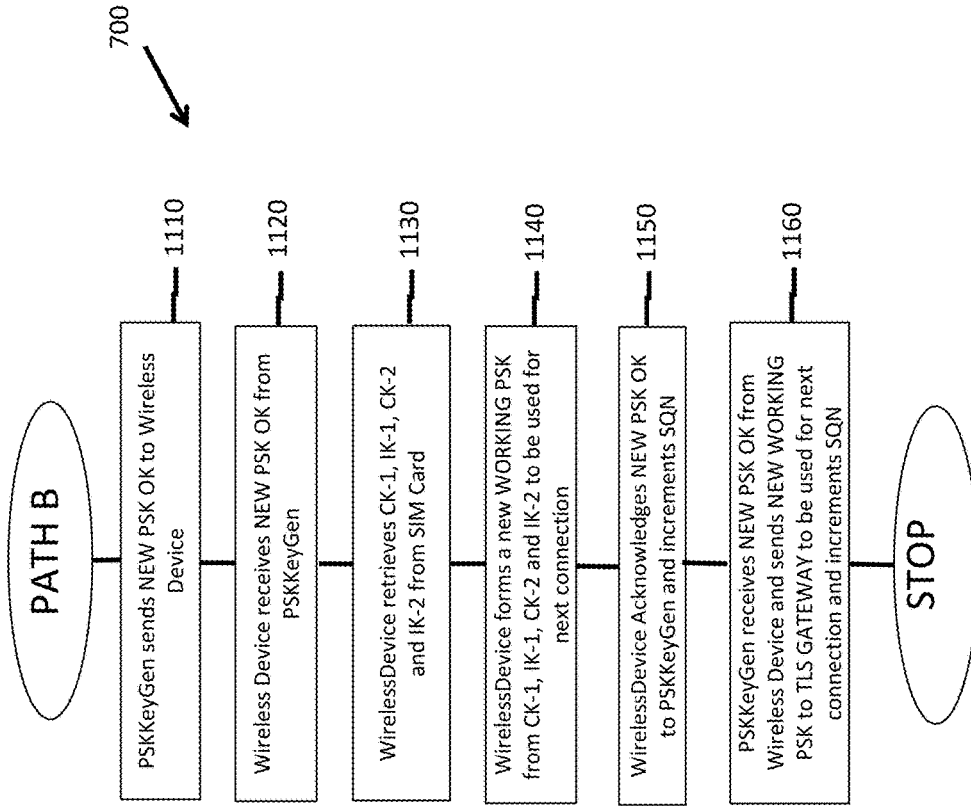 PATH B
700
PSKKeyGen sends NEW PSK OK to Wireless
Device
1110
Wireless Device receives NEW PSK OK from
PSKKeyGen
1120
WirelessDevice retrieves CK-1, IK-1, CK-2
and IK-2 from SIM Card
1130
WirelessDevice forms a new WORKING PSK
from CK-1, IK-1, CK-2 and IK-2 to be used for
next connection
1140
WirelessDevice Acknowledges NEW PSK OK
to PSKKeyGen and increments SQN
1150
PSKKeyGen receives NEW PSK OK from
Wireless Device and sends NEW WORKING
PSK to TLS GATEWAY to be used for next
connection and increments SQN
1160
STOP